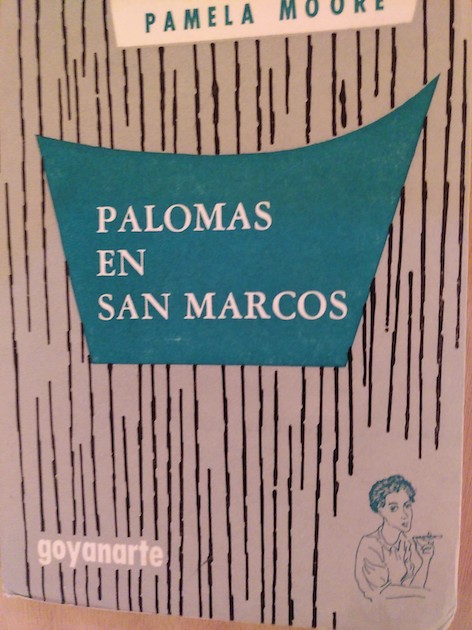 PAMELA MOORE
PALOMAS
EN
SAN MARCOS
goyanarte